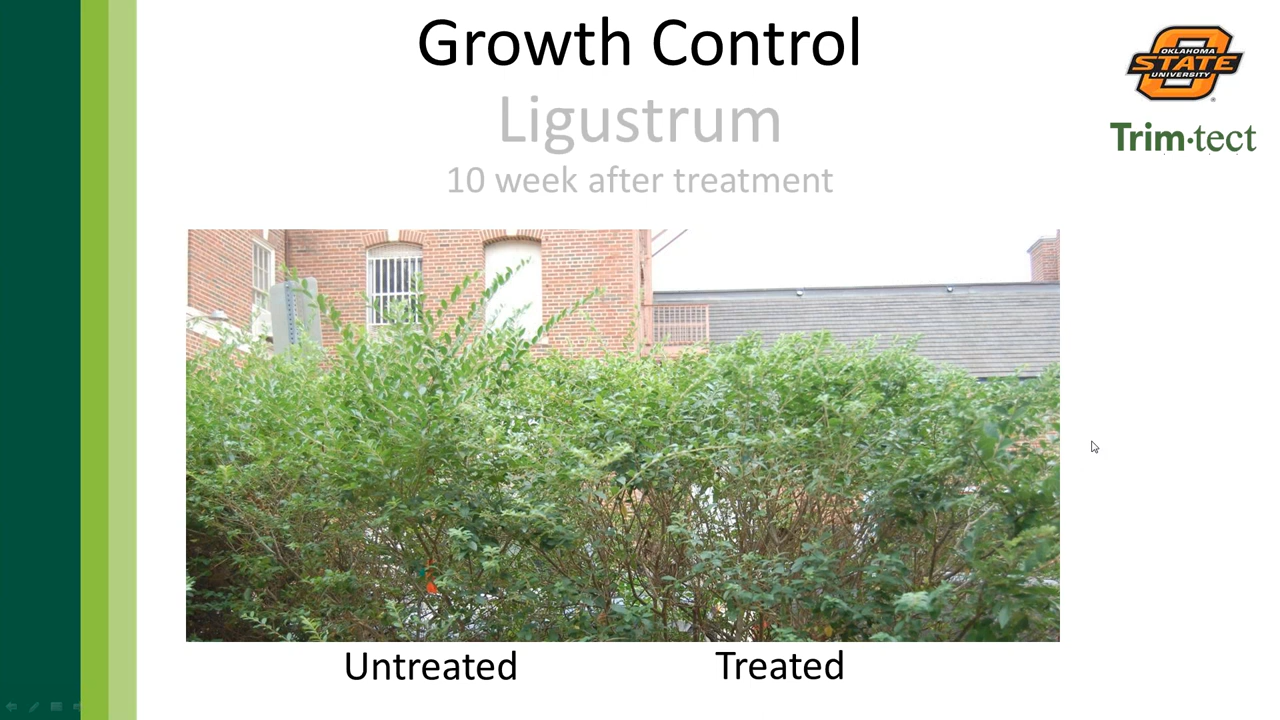 Growth Control
Ligustrum
10 week after treatment
OKLAHOMA
STATE
UNIVERSITY
Trim·tect
Untreated
Treated